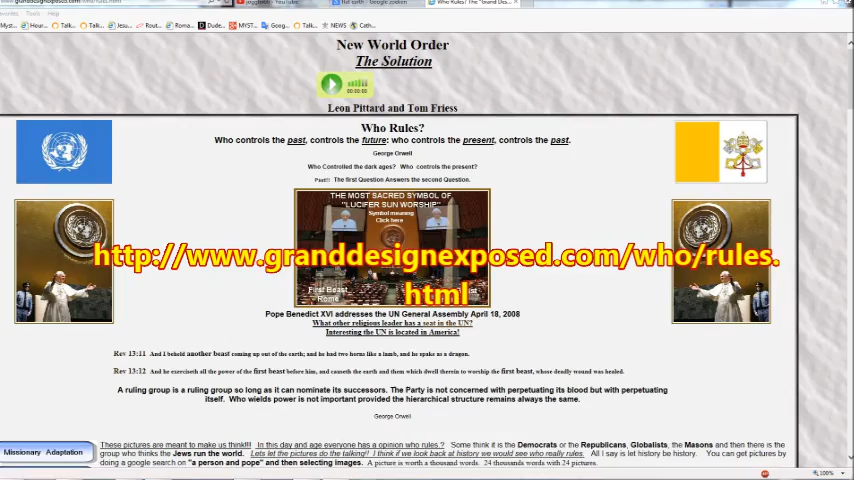 New World Order
The Solution
00:00:00
Leon Pittard and Tom Friess
Who Rules?
Who controls the past, controls the future: who controls the present, controls the past.
George Orwell
Who Controlled the dark ages? Who controls the present?
Psst!! The first Question Answers the second Question.
THE MOST SACRED SYMBOL OF
"LUCIFER SUN WORSHIP"
Symbol meaning
Click here
http://www.granddesignexposed.com/who/rules.
html
First Beast
Rome
Pope Benedict XVI addresses the UN General Assembly April 18, 2008
What other religious leader has a seat in the UN?
Interesting the UN is located in America!
Rev 13:11 And I beheld another beast coming up out of the earth; and he had two horns like a lamb, and he spake as a dragon.
Rev 13:12 And he exerciseth all the power of the first beast before him, and causeth the earth and them which dwell therein to worship the first beast, whose deadly wound was healed.
A ruling group is a ruling group so long as it can nominate its successors. The Party is not concerned with perpetuating its blood but with perpetuating
itself. Who wields power is not important provided the hierarchical structure remains always the same.
George Orwell
Missionary Adaptation
These pictures are meant to make us think!!! In this day and age everyone has a opinion who rules.? Some think it is the Democrats or the Republicans, Globalists, the Masons and then there is the
group who thinks the Jews run the world. Lets let the pictures do the talking!! I think if we look back at history we would see who really rules. All I say is let history be history. You can get pictures by
doing a google search on "a person and pope" and then selecting images. A picture is worth a thousand words. 24 thousands words with 24 pictures.
100%